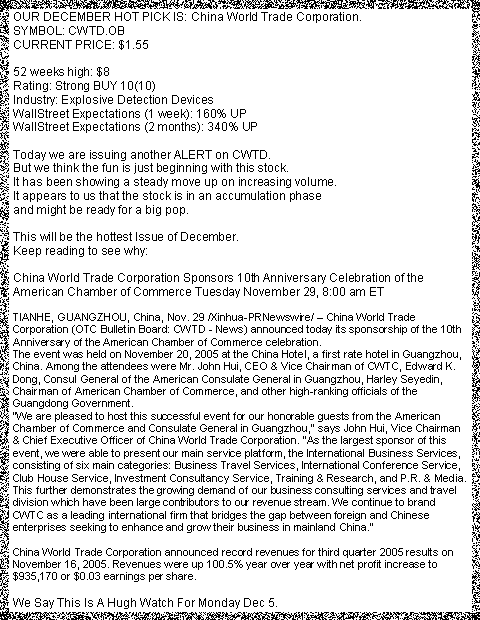 OUR DECEMBER HOT PICK IS: China World Trade Corporation.
SYMBOL: CWTD.OB
CURRENT PRICE: $1.55
52 weeks high: $8
Rating: Strong BUY 10(10)
Industry: Explosive Detection Devices
WallStreet Expectations (1 week): 160% UP
WallStreet Expectations (2 months): 340% UP
Today we are issuing another ALERT on CWTD.
But we think the fun is just beginning with this stock.
It has been showing a steady move up on increasing volume.
It appears to us that the stock is in an accumulation phase
and might be ready for a big pop.
This will be the hottest Issue of December.
Keep reading to see why:
China World Trade Corporation Sponsors 10th Anniversary Celebration of the
American Chamber of Commerce Tuesday November 29, 8:00 am ET
TIANHE, GUANGZHOU, China, Nov. 29 /Xinhua-PRNewswire/ – China World Trade
Corporation (OTC Bulletin Board: CWTD - News) announced today its sponsorship of the 10th
Anniversary of the American Chamber of Commerce celebration.
The event was held on November 20, 2005 at the China Hotel, a first rate hotel in Guangzhou,
China. Among the attendees were Mr. John Hui, CEO & Vice Chairman of CWTC, Edward K.
Dong, Consul General of the American Consulate General in Guangzhou, Harley Seyedin,
Chairman of American Chamber of Commerce, and other high-ranking officials of the
Guangdong Government.
"We are pleased to host this successful event for our honorable guests from the American
Chamber of Commerce and Consulate General in Guangzhou," says John Hui, Vice Chairman
& Chief Executive Officer of China World Trade Corporation. "As the largest sponsor of this
event, we were able to present our main service platform, the International Business Services,
consisting of six main categories: Business Travel Services, International Conference Service,
Club House Service, Investment Consultancy Service, Training & Research, and P.R. & Media.
This further demonstrates the growing demand of our business consulting services and travel
division which have been large contributors to our revenue stream. We continue to brand
CWTC as a leading international firm that bridges the gap between foreign and Chinese
enterprises seeking to enhance and grow their business in mainland China."
China World Trade Corporation announced record revenues for third quarter 2005 results on
November 16, 2005. Revenues were up 100.5% year over year with net profit increase to
$935,170 or $0.03 earnings per share.
We Say This Is A Hugh Watch For Monday Dec 5.